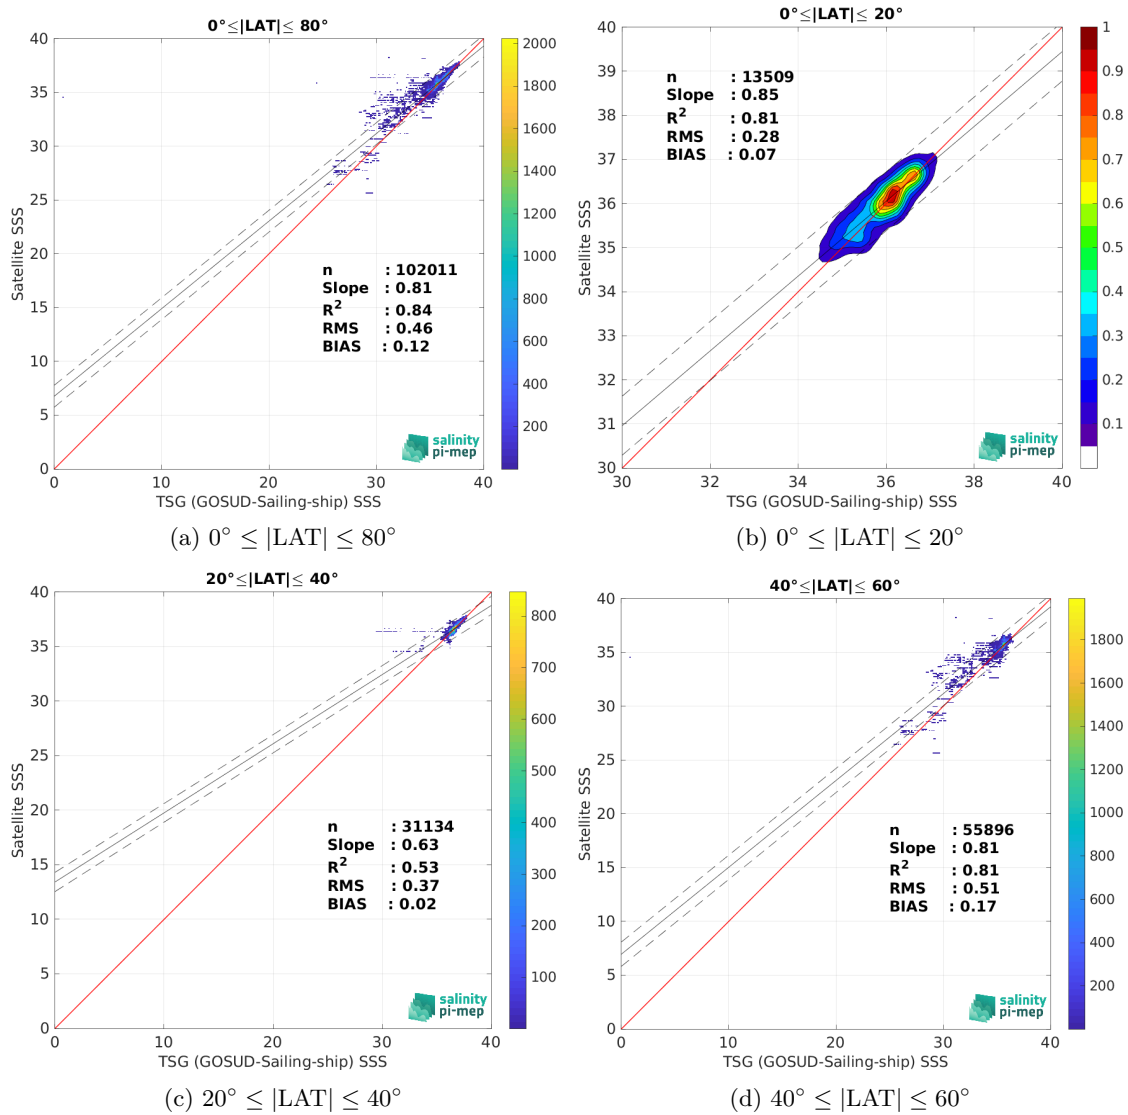 0°≤|LAT|≤ 80°
40
35
30
25
20
15
10
5
0
0
10
20
30
40
Satellite SSS
TSG (GOSUD-Sailing-ship) SSS
n : 102011
Slope : 0.81
R² : 0.84
RMS : 0.46
BIAS : 0.12
salinity
pi-mep
2000
1800
1600
1400
1200
1000
800
600
400
200
(a) 0° ≤ |LAT| ≤ 80°
0°≤|LAT|≤ 20°
40
39
38
37
36
35
34
33
32
31
30
30
32
34
36
38
40
Satellite SSS
TSG (GOSUD-Sailing-ship) SSS
n : 13509
Slope : 0.85
R² : 0.81
RMS : 0.28
BIAS : 0.07
salinity
pi-mep
1
0.9
0.8
0.7
0.6
0.5
0.4
0.3
0.2
0.1
(b) 0° ≤ |LAT| ≤ 20°
20°≤|LAT|≤ 40°
40
35
30
25
20
15
10
5
0
0
10
20
30
40
Satellite SSS
TSG (GOSUD-Sailing-ship) SSS
n : 31134
Slope : 0.63
R² : 0.53
RMS : 0.37
BIAS : 0.02
salinity
pi-mep
800
700
600
500
400
300
200
100
(c) 20° ≤ |LAT| ≤ 40°
40°≤|LAT|≤ 60°
40
35
30
25
20
15
10
5
0
0
10
20
30
40
Satellite SSS
TSG (GOSUD-Sailing-ship) SSS
n : 55896
Slope : 0.81
R² : 0.81
RMS : 0.51
BIAS : 0.17
salinity
pi-mep
1800
1600
1400
1200
1000
800
600
400
200
(d) 40° ≤ |LAT| ≤ 60°